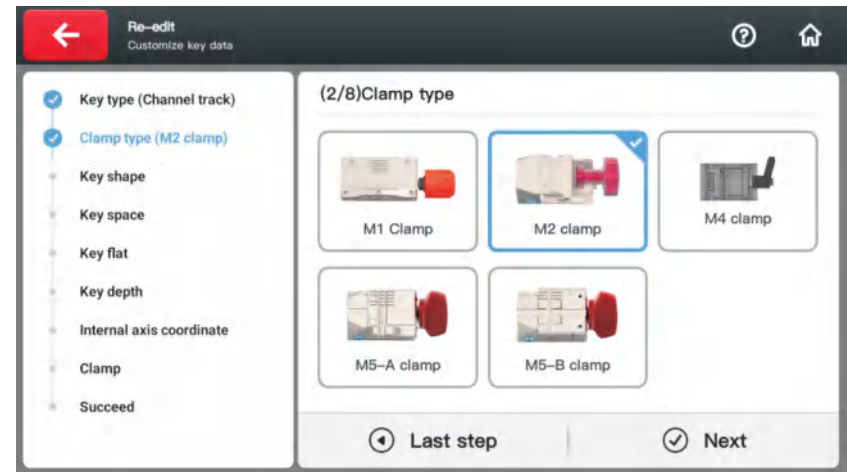 Re-edit
Customize key data
Key type (Channel track)
Clamp type (M2 clamp)
Key shape
Key space
Key flat
Key depth
Internal axis coordinate
Clamp
Succeed
(2/8)Clamp type
M1 Clamp
M2 clamp
M4 clamp
M5-A clamp
M5-B clamp
Last step
Next